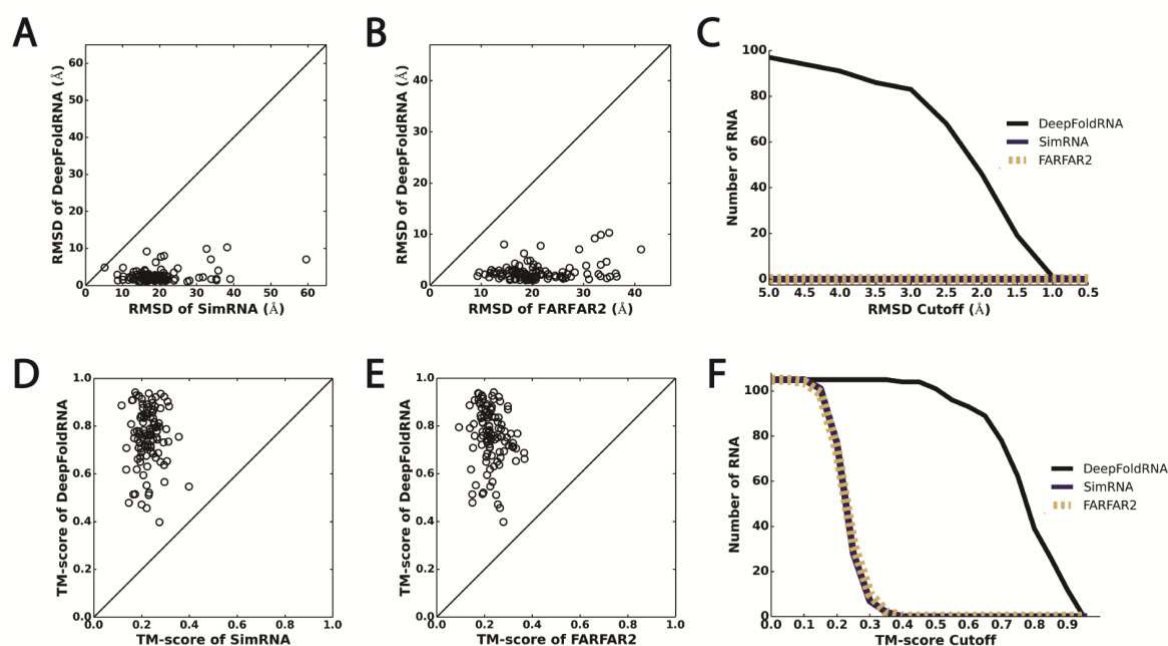 A
RMSD of DeepFoldRNA (Å)
60
50
40
30
20
10
0
0 10 20 30 40 50 60
RMSD of SimRNA (Å)
B
RMSD of DeepFoldRNA (Å)
40
30
20
10
0
0 10 20 30 40
RMSD of FARFAR2 (Å)
C
Number of RNA
100
80
60
40
20
0
5.0 4.5 4.0 3.5 3.0 2.5 2.0 1.5 1.0 0.5
RMSD Cutoff (Å)
DeepFoldRNA
SimRNA
FARFAR2
D
TM-score of DeepFoldRNA
1.0
0.8
0.6
0.4
0.2
0.0
0.0 0.2 0.4 0.6 0.8 1.0
TM-score of SimRNA
E
TM-score of DeepFoldRNA
1.0
0.8
0.6
0.4
0.2
0.0
0.0 0.2 0.4 0.6 0.8 1.0
TM-score of FARFAR2
F
Number of RNA
100
80
60
40
20
0
0.0 0.1 0.2 0.3 0.4 0.5 0.6 0.7 0.8 0.9
TM-score Cutoff
DeepFoldRNA
SimRNA
FARFAR2